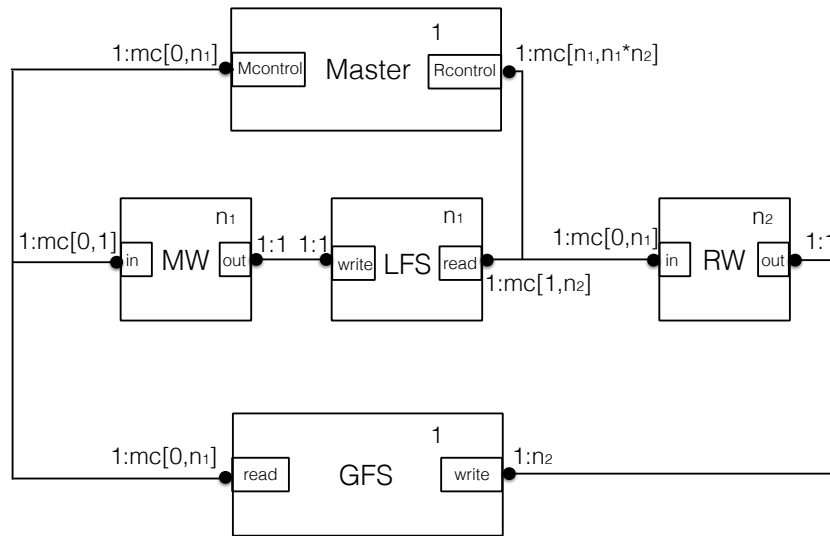 1
1:mc[0,n₁]
Mcontrol
Master
Rcontrol
1:mc[n₁,n₁*n₂]
n₁
n₁
n₂
1:mc[0,1]
in
MW
out
1:1
1:1
write
LFS
read
1:mc[1,n₂]
1:mc[0,n₁]
in
RW
out
1:1
1
1:mc[0,n₁]
read
GFS
write
1:n₂